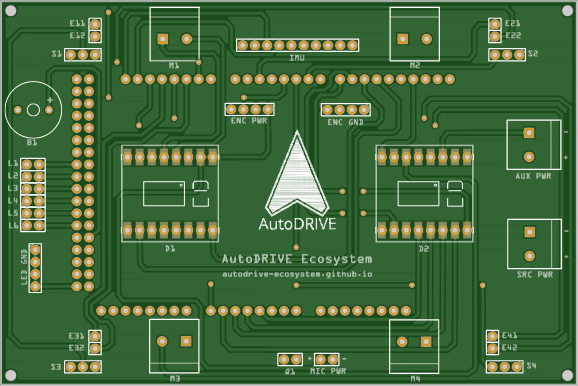 E11
E12
S1
M1
IMU
M2
E21
E22
S2
+
B1
ENC PWR
ENC GND
-
+
AUX PWR
L1
L2
L3
L4
L5
L6
D1
AutoDRIVE
D2
LED GND
AutoDRIVE Ecosystem
autodrive-ecosystem.github.io
-
+
SRC PWR
E31
E32
S3
M3
Q1
+ -
MIC PWR
M4
E41
E42
S4